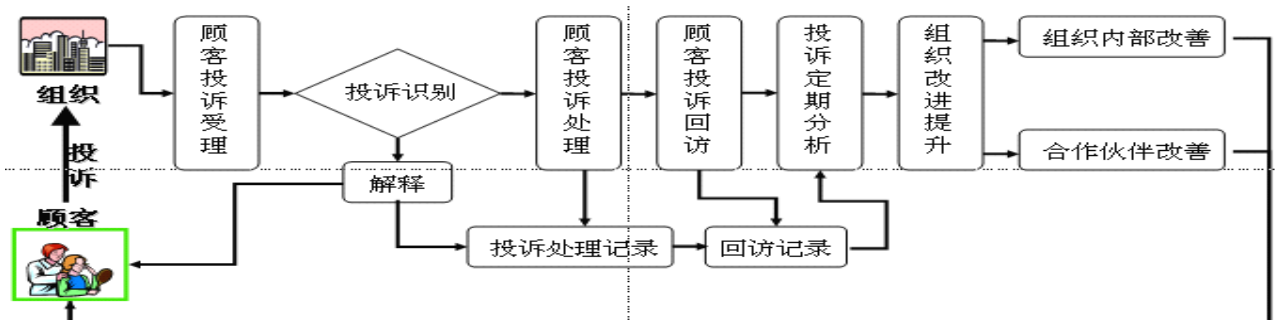 组织
投诉
顾客
顾客投诉受理
投诉识别
解释
顾客投诉处理
投诉处理记录
顾客投诉回访
回访记录
投诉定期分析
组织改进提升
组织内部改善
合作伙伴改善